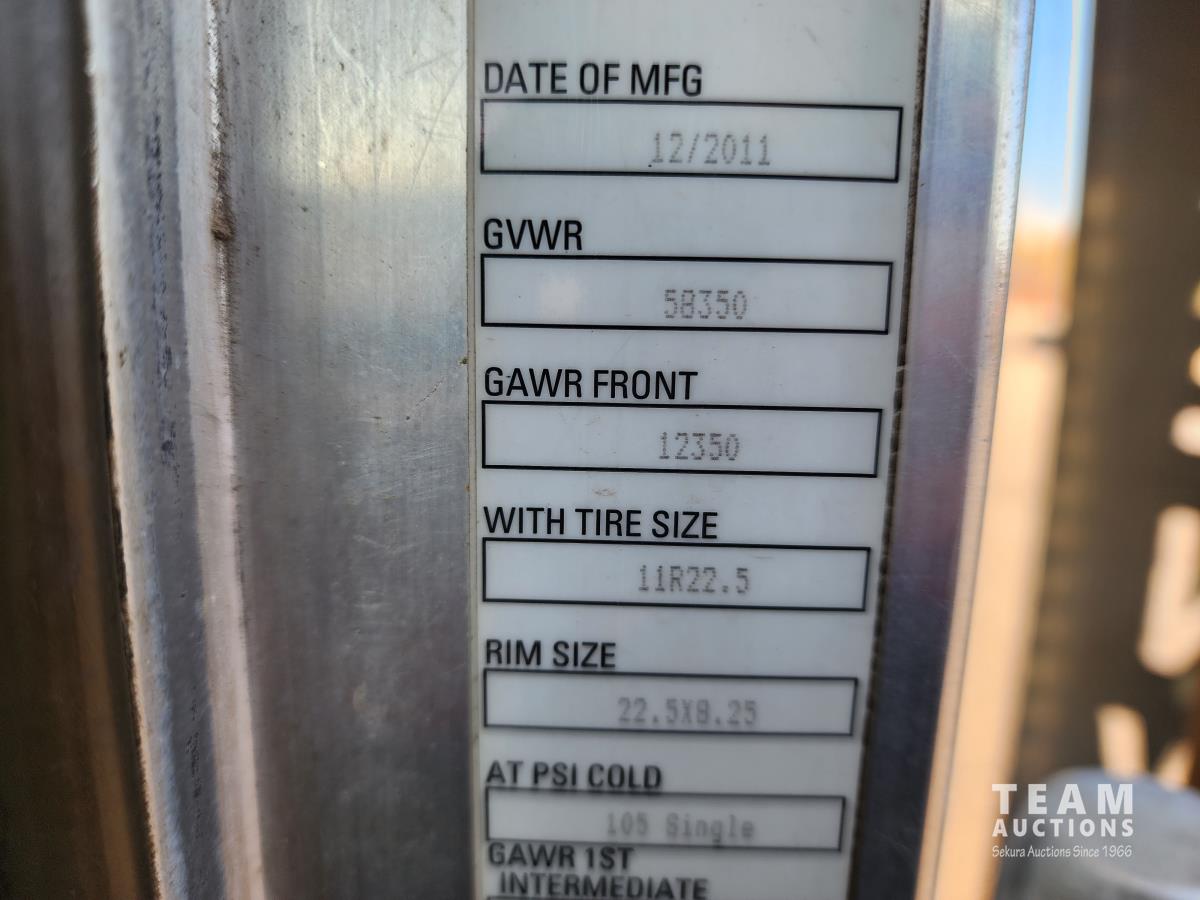 DATE OF MFG
12/2011
GVWR
58350
GAWR FRONT
12350
WITH TIRE SIZE
11R22.5
RIM SIZE
22.5X8.25
AT PSI COLD
105 Single
GAWR 1ST
INTERMEDIATE
TEAM
AUCTIONS
Sekura Auctions Since 1966